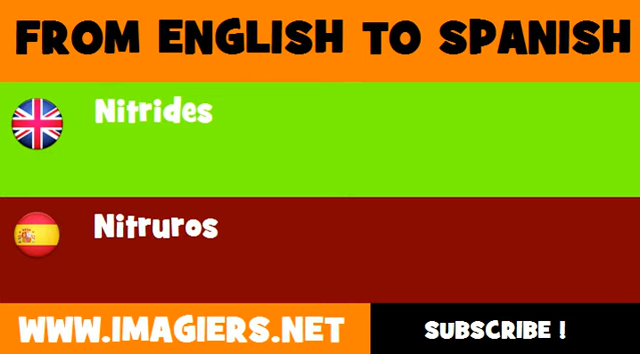 FROM ENGLISH TO SPANISH
Nitrides
Nitruros
WWW.IMAGIERS.NET
SUBSCRIBE !